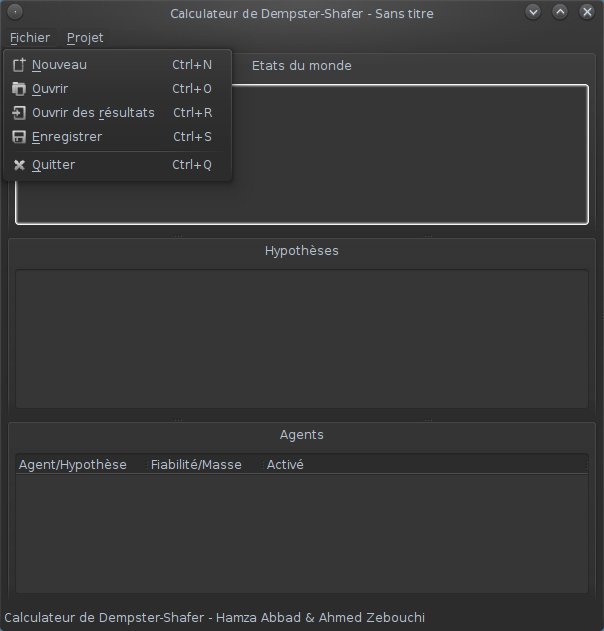 Calculateur de Dempster-Shafer - Sans titre
Fichier Projet
Nouveau Ctrl+N
Ouvrir Ctrl+O
Ouvrir des résultats Ctrl+R
Enregistrer Ctrl+S
Quitter Ctrl+Q
Etats du monde
Hypothèses
Agents
Agent/Hypothèse Fiabilité/Masse Activé
Calculateur de Dempster-Shafer - Hamza Abbad & Ahmed Zebouchi